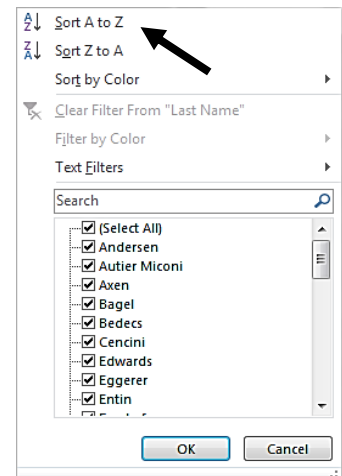 Sort A to Z
Sort Z to A
Sort by Color
Clear Filter From "Last Name"
Filter by Color
Text Filters
Search
(Select All)
Andersen
Autier Miconi
Axen
Bagel
Bedecs
Cencini
Edwards
Eggerer
Entin
OK
Cancel